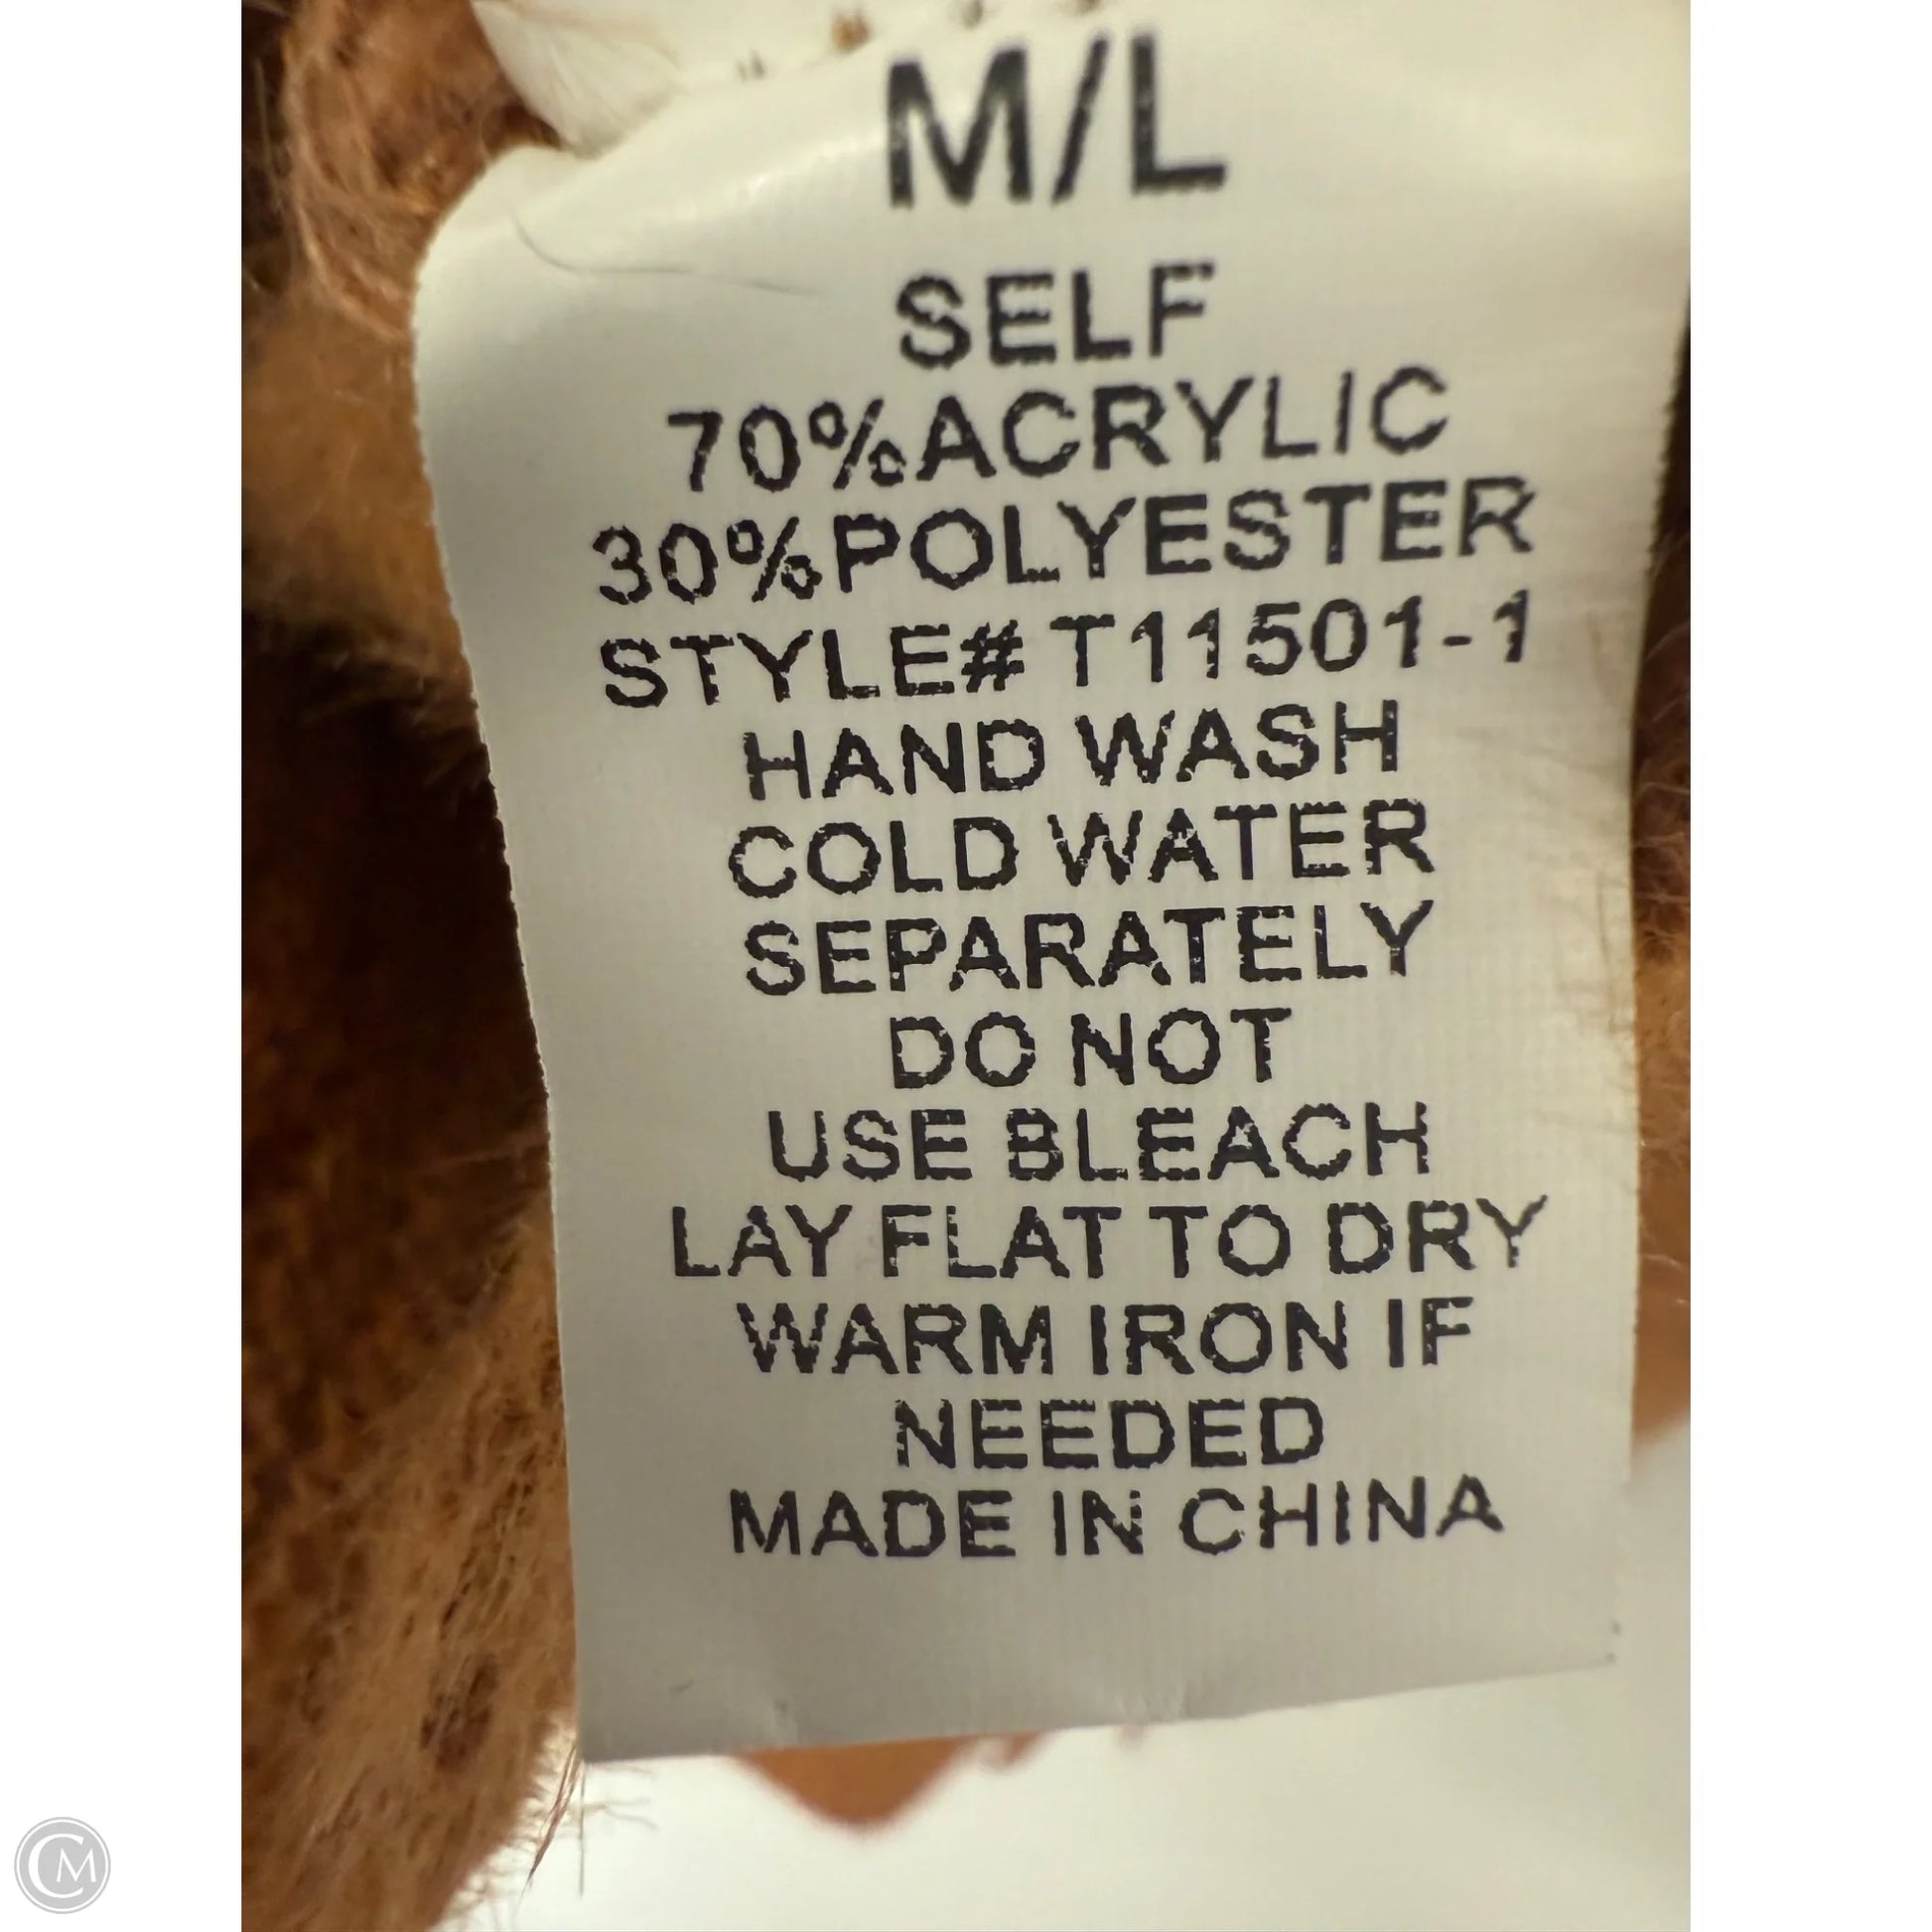 M/L
SELF
70%ACRYLIC
30%POLYESTER
STYLE# T11501-1
HAND WASH
COLD WATER
SEPARATELY
DO NOT
USE BLEACH
LAY FLAT TO DRY
WARM IRON IF
NEEDED
MADE IN CHINA
CM